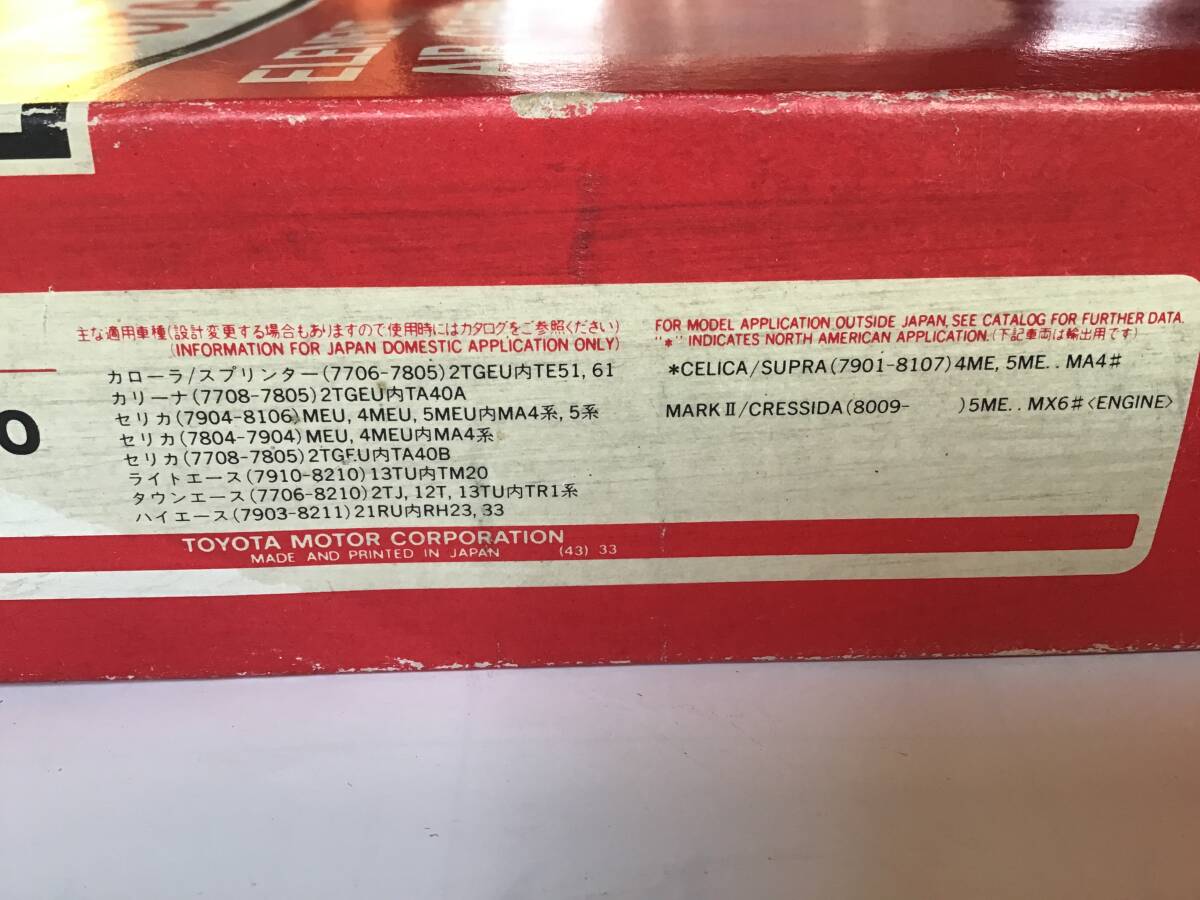 TOYOTA MOTOR CORPORATION
MADE AND PRINTED IN JAPAN (43) 33
主な適用車種(設計変更する場合もありますので使用時にはカタログをご参照ください)
(INFORMATION FOR JAPAN DOMESTIC APPLICATION ONLY)
カローラ/スプリンター(7706-7805)2TGEU内TE51, 61
カリーナ(7708-7805)2TGEU内TA40A
セリカ(7904-8106)MEU, 4MEU, 5MEU内MA4系, 5系
セリカ(7804-7904)MEU, 4MEU内MA4系
セリカ(7708-7805)2TGEU内TA40B
ライトエース(7910-8210)13TU内TM20
タウンエース(7706-8210)2TJ, 12T, 13TU内TR1系
ハイエース(7903-8211)21RU内RH23, 33
FOR MODEL APPLICATION OUTSIDE JAPAN, SEE CATALOG FOR FURTHER DATA.
"*" INDICATES NORTH AMERICAN APPLICATION.(下記車両は輸出用です)
*CELICA/SUPRA(7901-8107)4ME, 5ME.. MA4#
MARKⅡ/CRESSIDA(8009- )5ME.. MX6#<ENGINE>